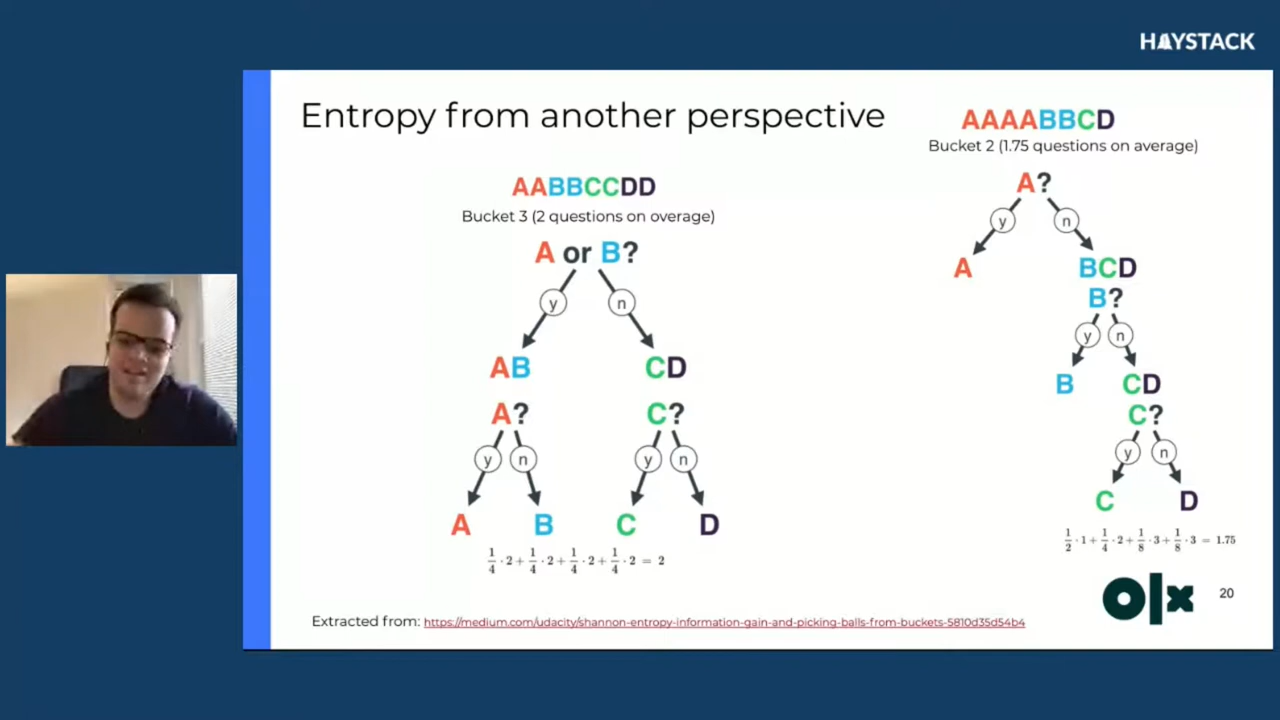 HAYSTACK
Entropy from another perspective
AABBCCDD
Bucket 3 (2 questions on overage)
A or B?
y n
AB CD
A? C?
y n y n
A B C D
1/4 · 2 + 1/4 · 2 + 1/4 · 2 + 1/4 · 2 = 2
AAAABBCD
Bucket 2 (1.75 questions on average)
A?
y n
A BCD
B?
y n
B CD
C?
y n
C D
1/2 · 1 + 1/4 · 2 + 1/8 · 3 + 1/8 · 3 = 1.75
Extracted from: https://medium.com/udacity/shannon-entropy-information-gain-and-picking-balls-from-buckets-5810d35d54b4
olx
20